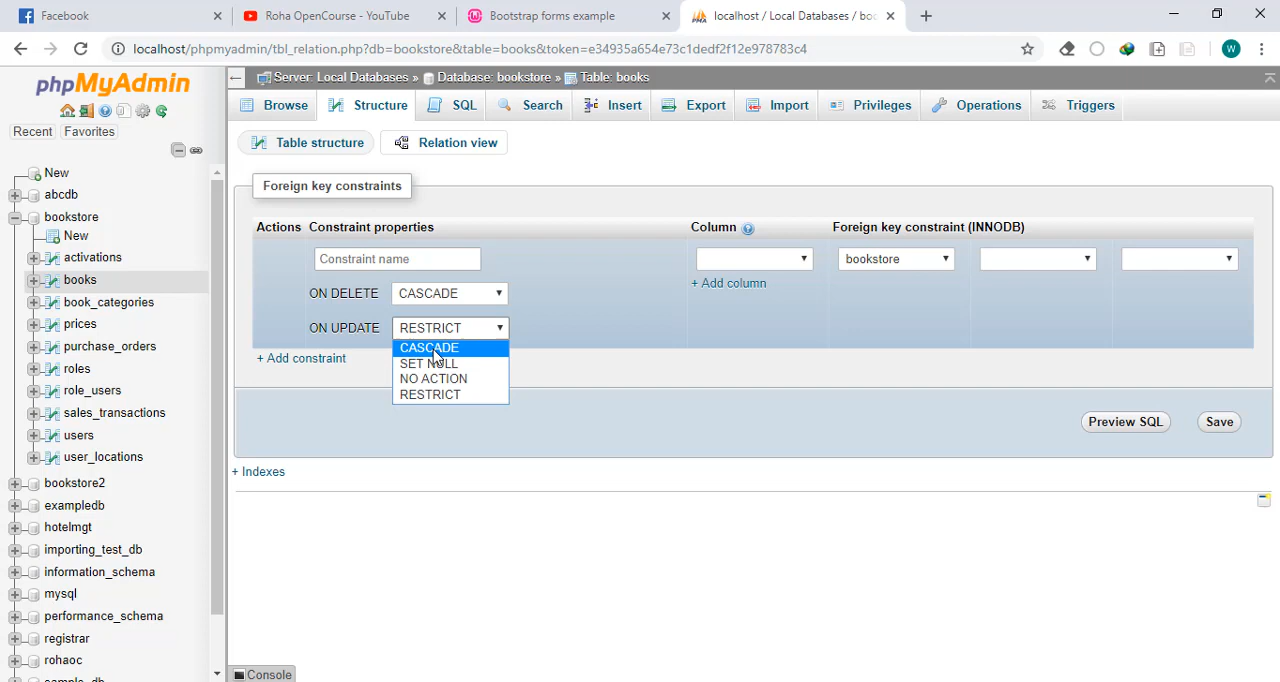 Facebook
Roha OpenCourse - YouTube
Bootstrap forms example
localhost / Local Databases / bo
localhost/phpmyadmin/tbl_relation.php?db=bookstore&table=books&token=e34935a654e73c1dedf2f12e978783c4
W
phpMyAdmin
Recent
Favorites
New
abcdb
bookstore
New
activations
books
book_categories
prices
purchase_orders
roles
role_users
sales_transactions
users
user_locations
bookstore2
exampledb
hotelmgt
importing_test_db
information_schema
mysql
performance_schema
registrar
rohaoc
Server: Local Databases » Database: bookstore » Table: books
Browse Structure SQL Search Insert Export Import Privileges Operations Triggers
Table structure Relation view
Foreign key constraints
Actions Constraint properties Column Foreign key constraint (INNODB)
Constraint name bookstore
+ Add column
ON DELETE CASCADE
ON UPDATE RESTRICT
CASCADE
SET NULL
NO ACTION
RESTRICT
+ Add constraint
Preview SQL Save
+ Indexes
Console